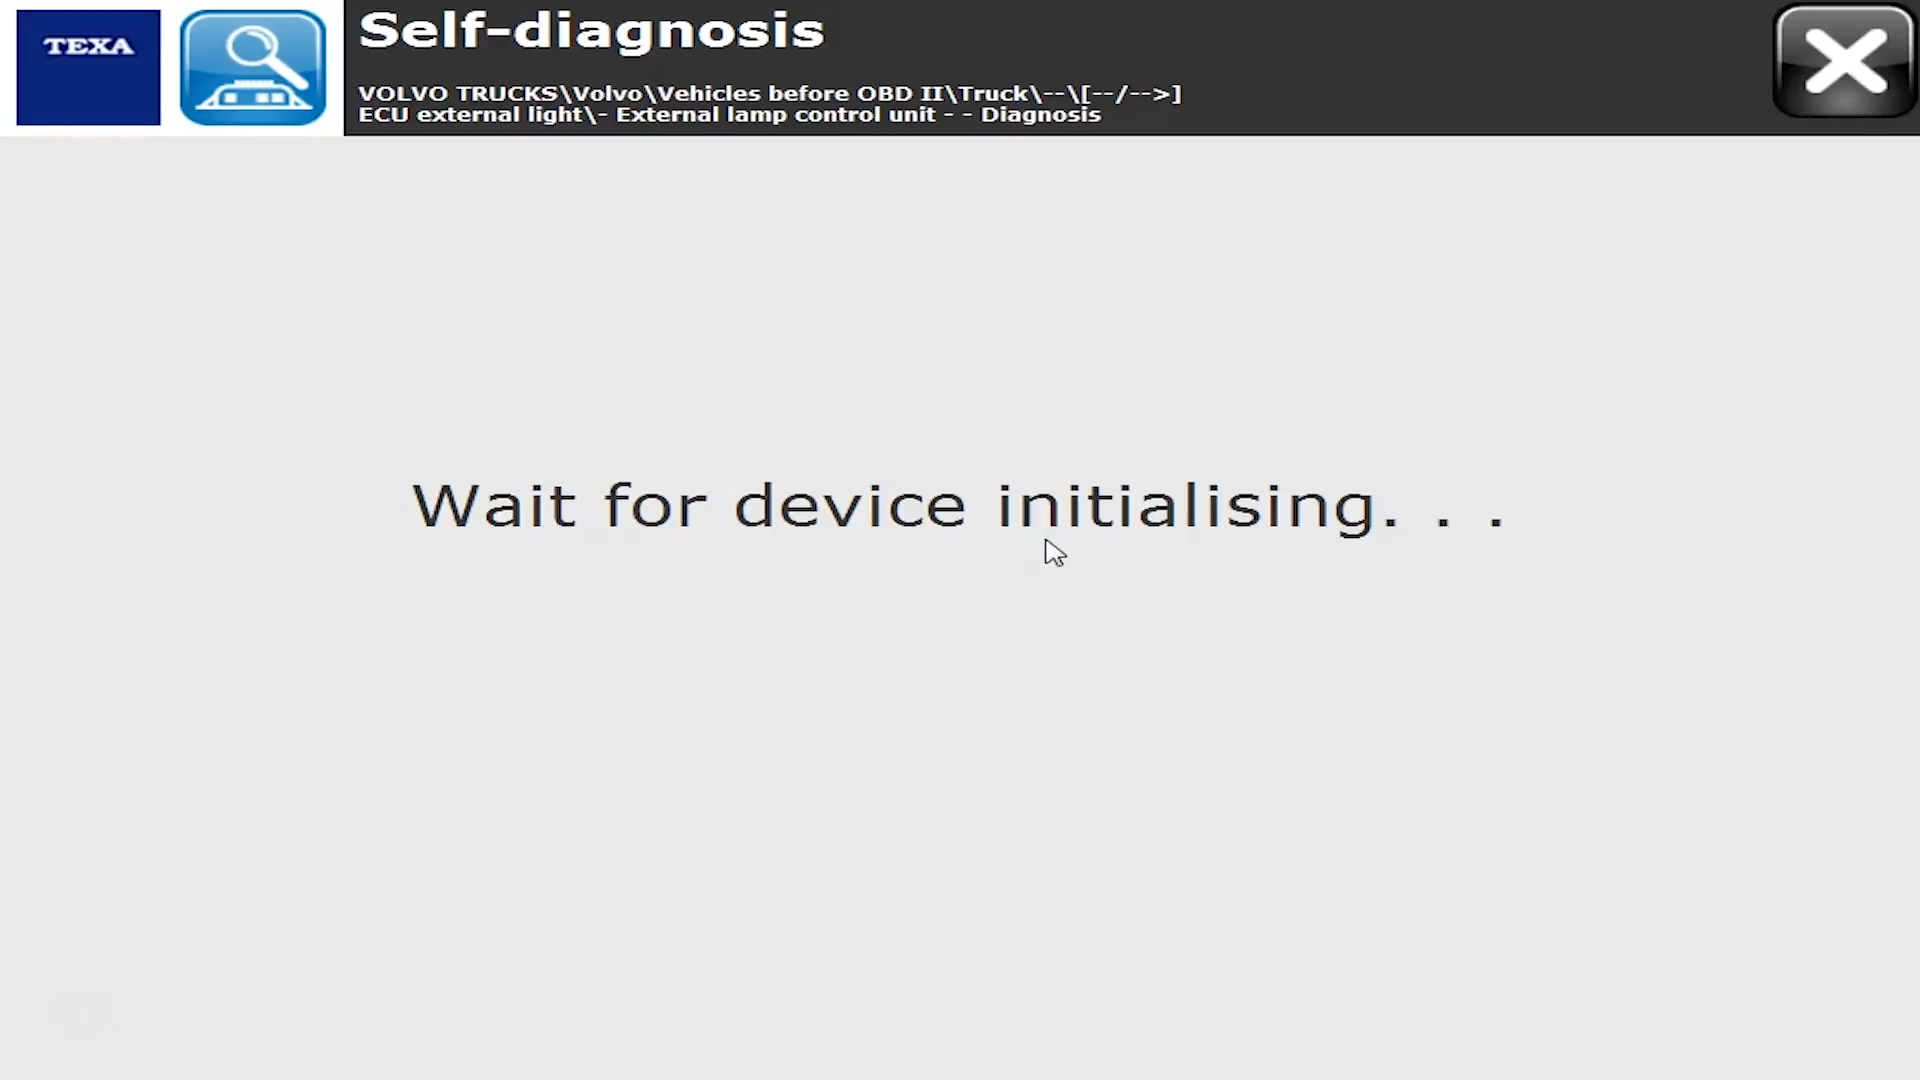 TEXA
Self-diagnosis
VOLVO TRUCKS\Volvo\Vehicles before OBD II\Truck\--\[--/-->]
ECU external light\- External lamp control unit - - Diagnosis
Wait for device initialising. . .